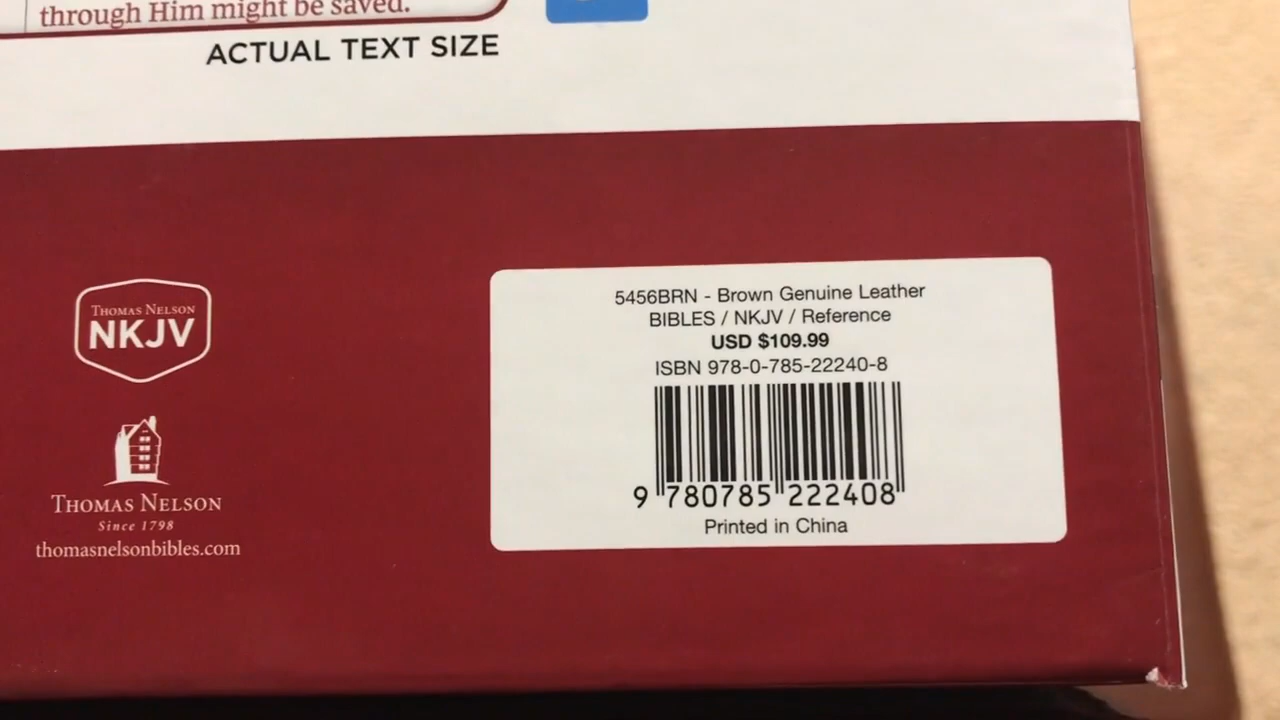 through Him might be saved.
ACTUAL TEXT SIZE
THOMAS NELSON
NKJV
THOMAS NELSON
Since 1798
thomasnelsonbibles.com
5456BRN - Brown Genuine Leather
BIBLES / NKJV / Reference
USD $109.99
ISBN 978-0-785-22240-8
9 780785 222408
Printed in China